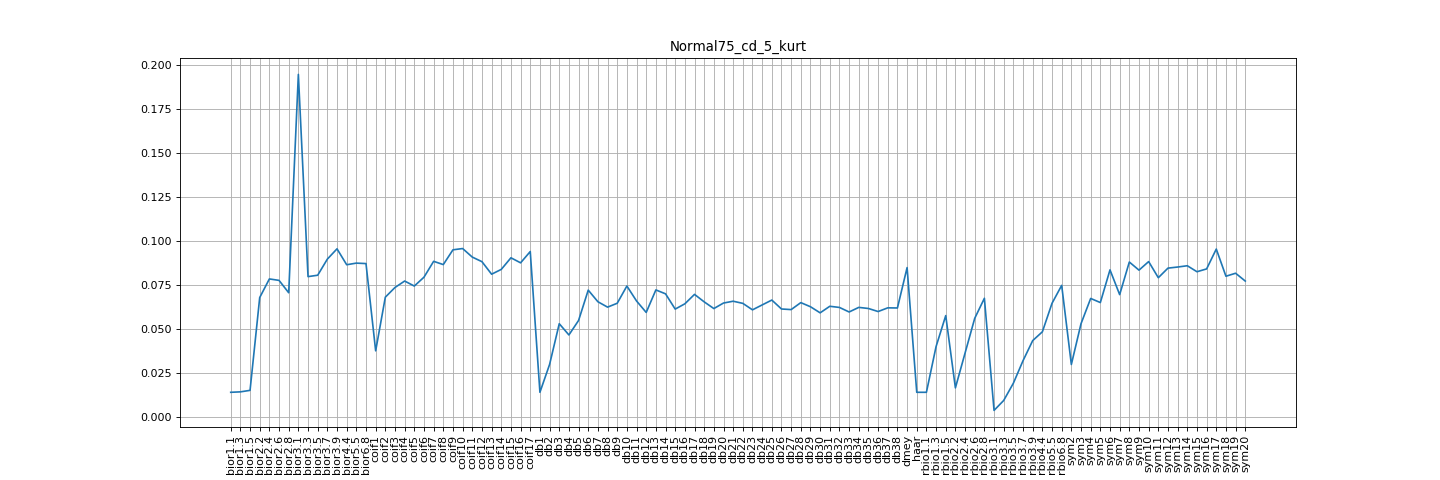 Normal75_cd_5_kurt
0.200
0.175
0.150
0.125
0.100
0.075
0.050
0.025
0.000
bior1.1
bior1.3
bior1.5
bior2.2
bior2.4
bior2.6
bior2.8
bior3.1
bior3.3
bior3.5
bior3.7
bior3.9
bior4.4
bior5.5
bior6.8
coif1
coif2
coif3
coif4
coif5
coif6
coif7
coif8
coif9
coif10
coif11
coif12
coif13
coif14
coif15
coif16
coif17
db1
db2
db3
db4
db5
db6
db7
db8
db9
db10
db11
db12
db13
db14
db15
db16
db17
db18
db19
db20
db21
db22
db23
db24
db25
db26
db27
db28
db29
db30
db31
db32
db33
db34
db35
db36
db37
db38
dmey
haar
rbio1.1
rbio1.3
rbio1.5
rbio2.2
rbio2.4
rbio2.6
rbio2.8
rbio3.1
rbio3.3
rbio3.5
rbio3.7
rbio3.9
rbio4.4
rbio5.5
rbio6.8
sym2
sym3
sym4
sym5
sym6
sym7
sym8
sym9
sym10
sym11
sym12
sym13
sym14
sym15
sym16
sym17
sym18
sym19
sym20